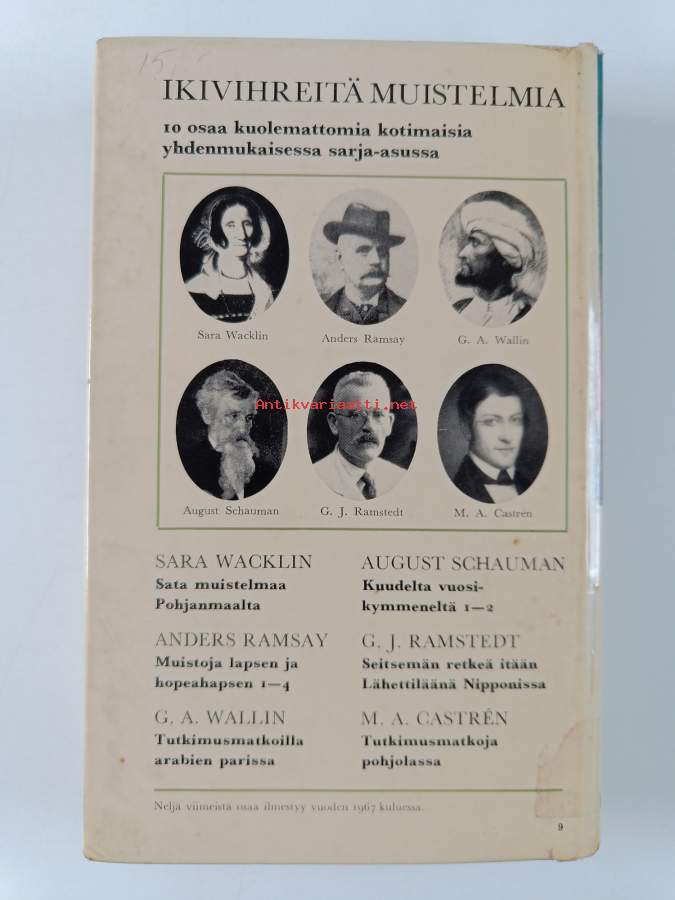 15,-
IKIVIHREITÄ MUISTELMIA
10 osaa kuolemattomia kotimaisia
yhdenmukaisessa sarja-asussa
Sara Wacklin
Anders Ramsay
G. A. Wallin
Antikvariaatti.net
August Schauman
G. J. Ramstedt
M. A. Castren
SARA WACKLIN
Sata muistelmaa
Pohjanmaalta
ANDERS RAMSAY
Muistoja lapsen ja
hopeahapsen 1—4
G. A. WALLIN
Tutkimusmatkoilla
arabien parissa
AUGUST SCHAUMAN
Kuudelta vuosi-
kymmeneltä 1—2
G. J. RAMSTEDT
Seitsemän retkeä itään
Lähettiläänä Nipponissa
M. A. CASTRÊN
Tutkimusmatkoja
pohjolassa
Neljä viimeistä osaa ilmestyy vuoden 1967 kuluessa.
9